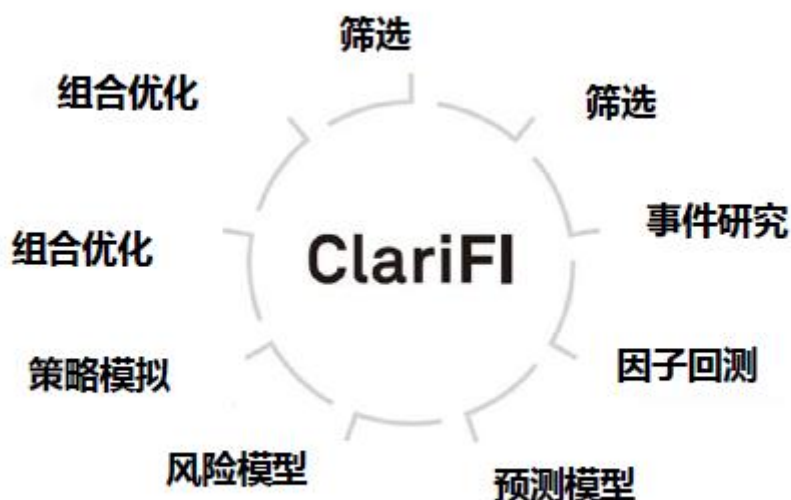 筛选
组合优化
筛选
事件研究
组合优化
ClariFI
因子回测
策略模拟
风险模型
预测模型